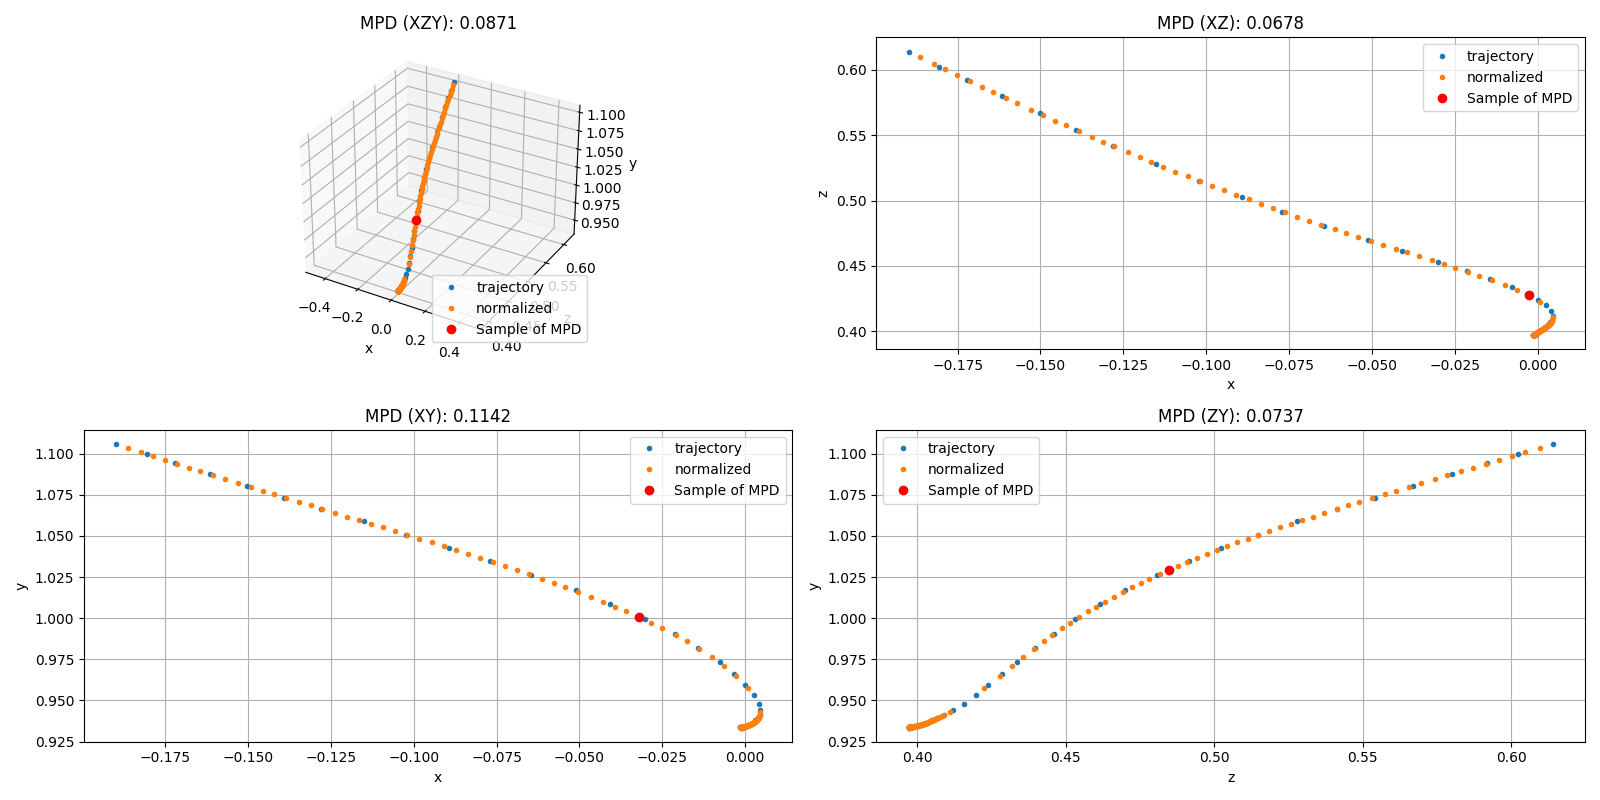 MPD (XZY): 0.0871
1.100
1.075
1.050
1.025
1.000
0.975
0.950
y
0.60
0.55
0.50
0.45
0.40
z
−0.4
−0.2
0.0
0.2
0.4
x
trajectory
normalized
Sample of MPD
MPD (XZ): 0.0678
trajectory
normalized
Sample of MPD
0.60
0.55
0.50
0.45
0.40
z
−0.175
−0.150
−0.125
−0.100
−0.075
−0.050
−0.025
0.000
x
MPD (XY): 0.1142
trajectory
normalized
Sample of MPD
1.100
1.075
1.050
1.025
1.000
0.975
0.950
0.925
y
−0.175
−0.150
−0.125
−0.100
−0.075
−0.050
−0.025
0.000
x
MPD (ZY): 0.0737
trajectory
normalized
Sample of MPD
1.100
1.075
1.050
1.025
1.000
0.975
0.950
0.925
y
0.40
0.45
0.50
0.55
0.60
z